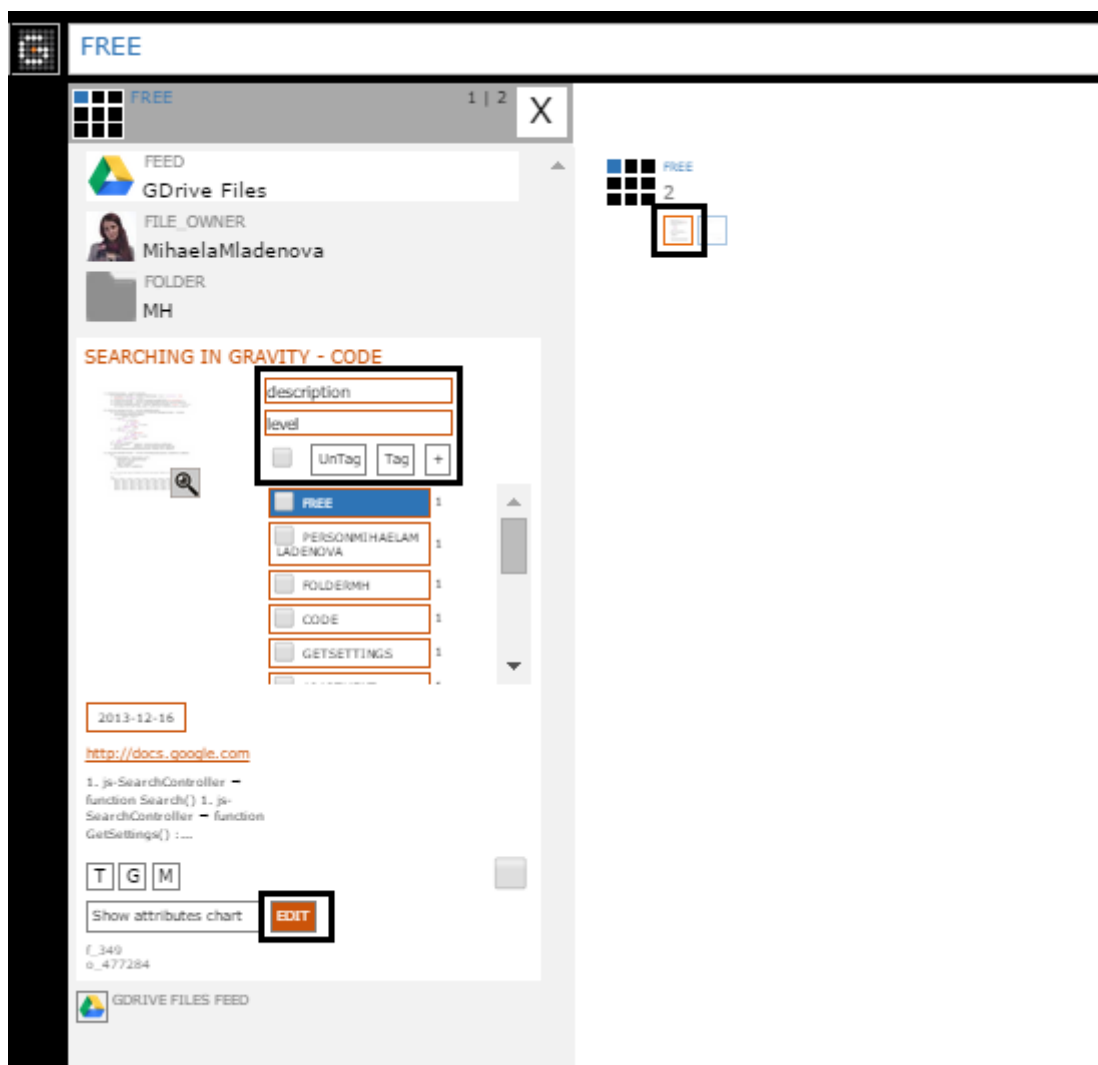 FREE
FREE
1 | 2
X
FEED
GDrive Files
FILE_OWNER
MihaelaMladenova
FOLDER
MH
FREE
2
SEARCHING IN GRAVITY - CODE
description
level
UnTag Tag +
FREE 1
PERSONMIHAELAM
LADENOVA 1
FOLDERMH 1
CODE 1
GETSETTINGS 1
2013-12-16
http://docs.google.com
1. js-SearchController –
function Search() 1. js-
SearchController – function
GetSettings() :...
T G M
Show attributes chart EDIT
f_349
o_477284
GDRIVE FILES FEED